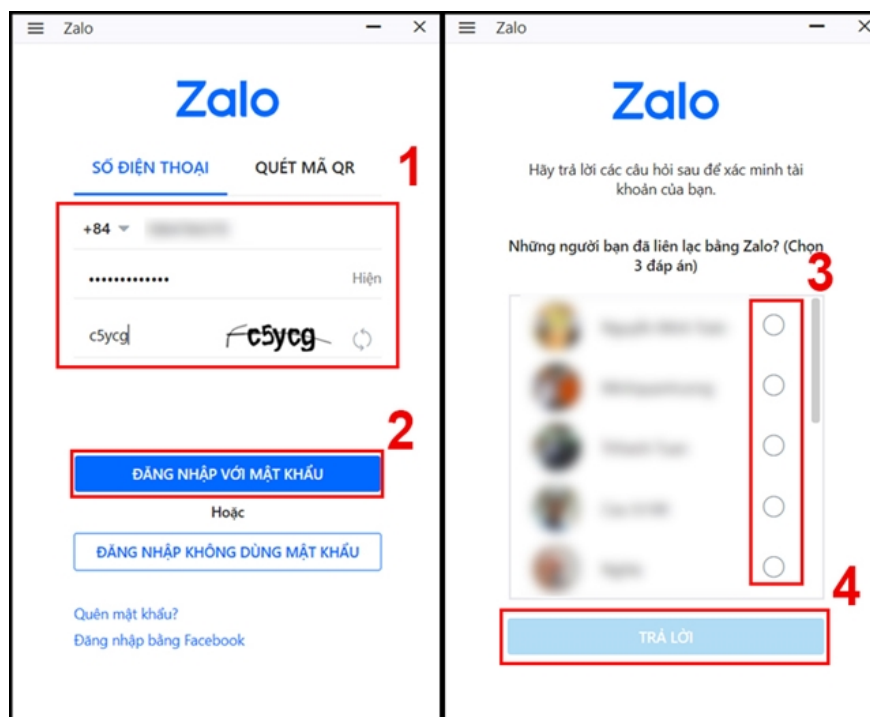 Zalo
Zalo
SỐ ĐIỆN THOẠI
QUÉT MÃ QR
1
+84
•••••••••••••
Hiện
c5ycg
c5ycg
2
ĐĂNG NHẬP VỚI MẬT KHẨU
Hoặc
ĐĂNG NHẬP KHÔNG DÙNG MẬT KHẨU
Quên mật khẩu?
Đăng nhập bằng Facebook
Zalo
Zalo
Hãy trả lời các câu hỏi sau để xác minh tài
khoản của bạn.
Những người bạn đã liên lạc bằng Zalo? (Chọn
3 đáp án)
3
4
TRẢ LỜI